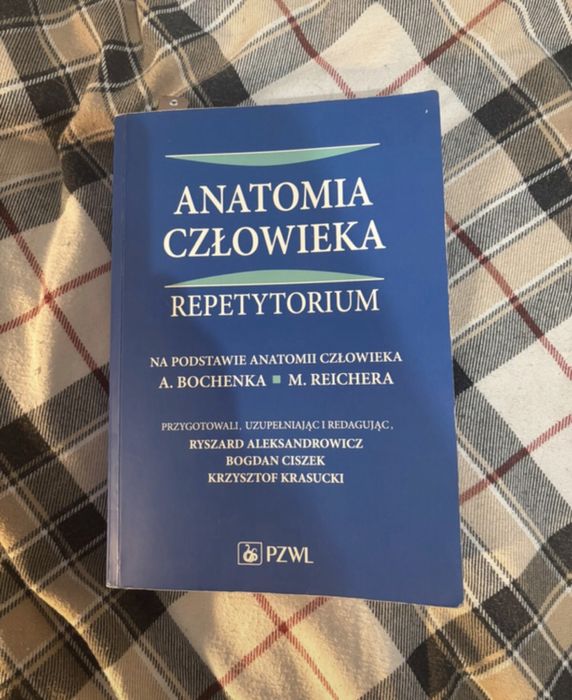 ANATOMIA
CZŁOWIEKA
REPETYTORIUM
NA PODSTAWIE ANATOMII CZŁOWIEKA
A. BOCHENKA ■ M. REICHERA
PRZYGOTOWALI, UZUPEŁNIAJĄC I REDAGUJĄC,
RYSZARD ALEKSANDROWICZ
BOGDAN CISZEK
KRZYSZTOF KRASUCKI
PZWL